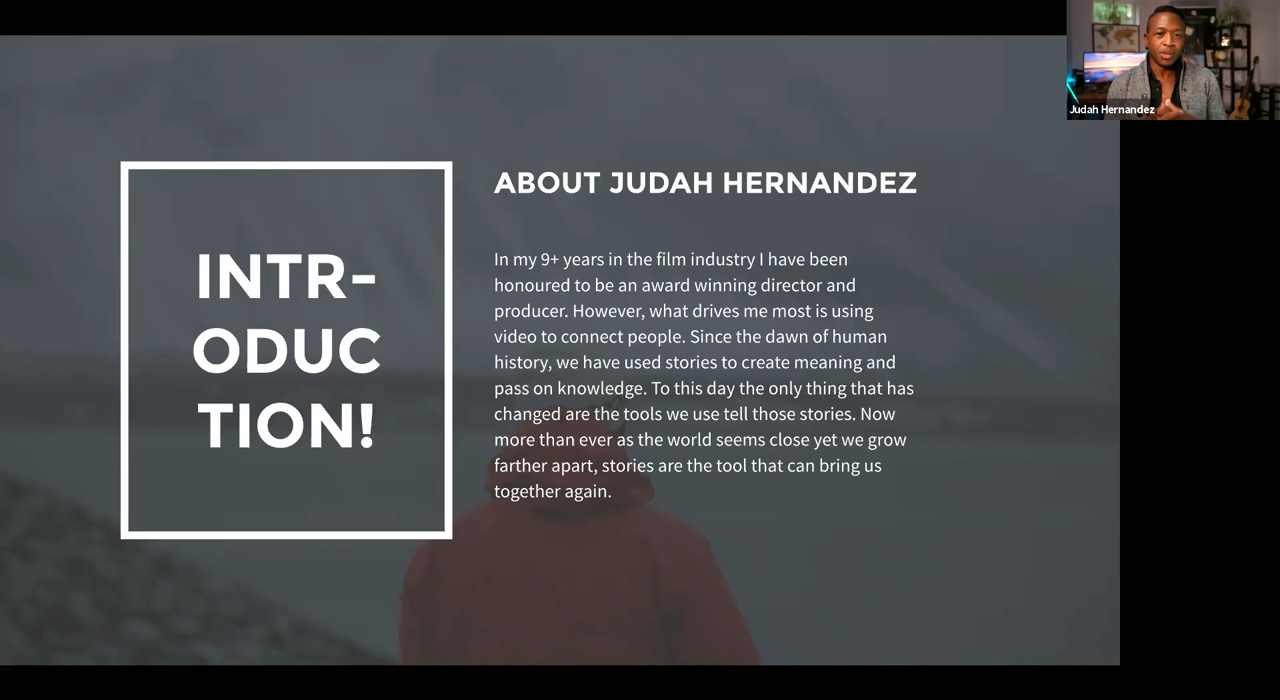 INTR-
ODUC
TION!
ABOUT JUDAH HERNANDEZ
In my 9+ years in the film industry I have been
honoured to be an award winning director and
producer. However, what drives me most is using
video to connect people. Since the dawn of human
history, we have used stories to create meaning and
pass on knowledge. To this day the only thing that has
changed are the tools we use tell those stories. Now
more than ever as the world seems close yet we grow
farther apart, stories are the tool that can bring us
together again.
Judah Hernandez